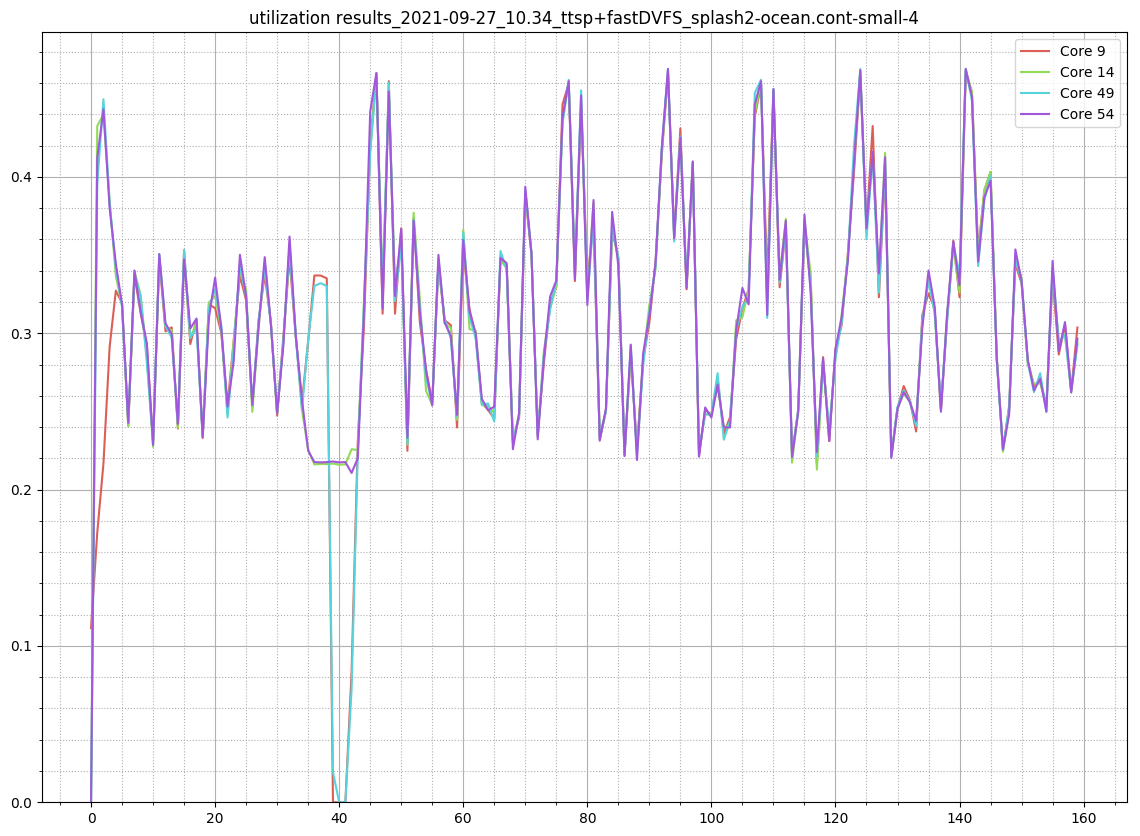 utilization results_2021-09-27_10.34_ttsp+fastDVFS_splash2-ocean.cont-small-4
Core 9
Core 14
Core 49
Core 54
0.4
0.3
0.2
0.1
0.0
0 20 40 60 80 100 120 140 160